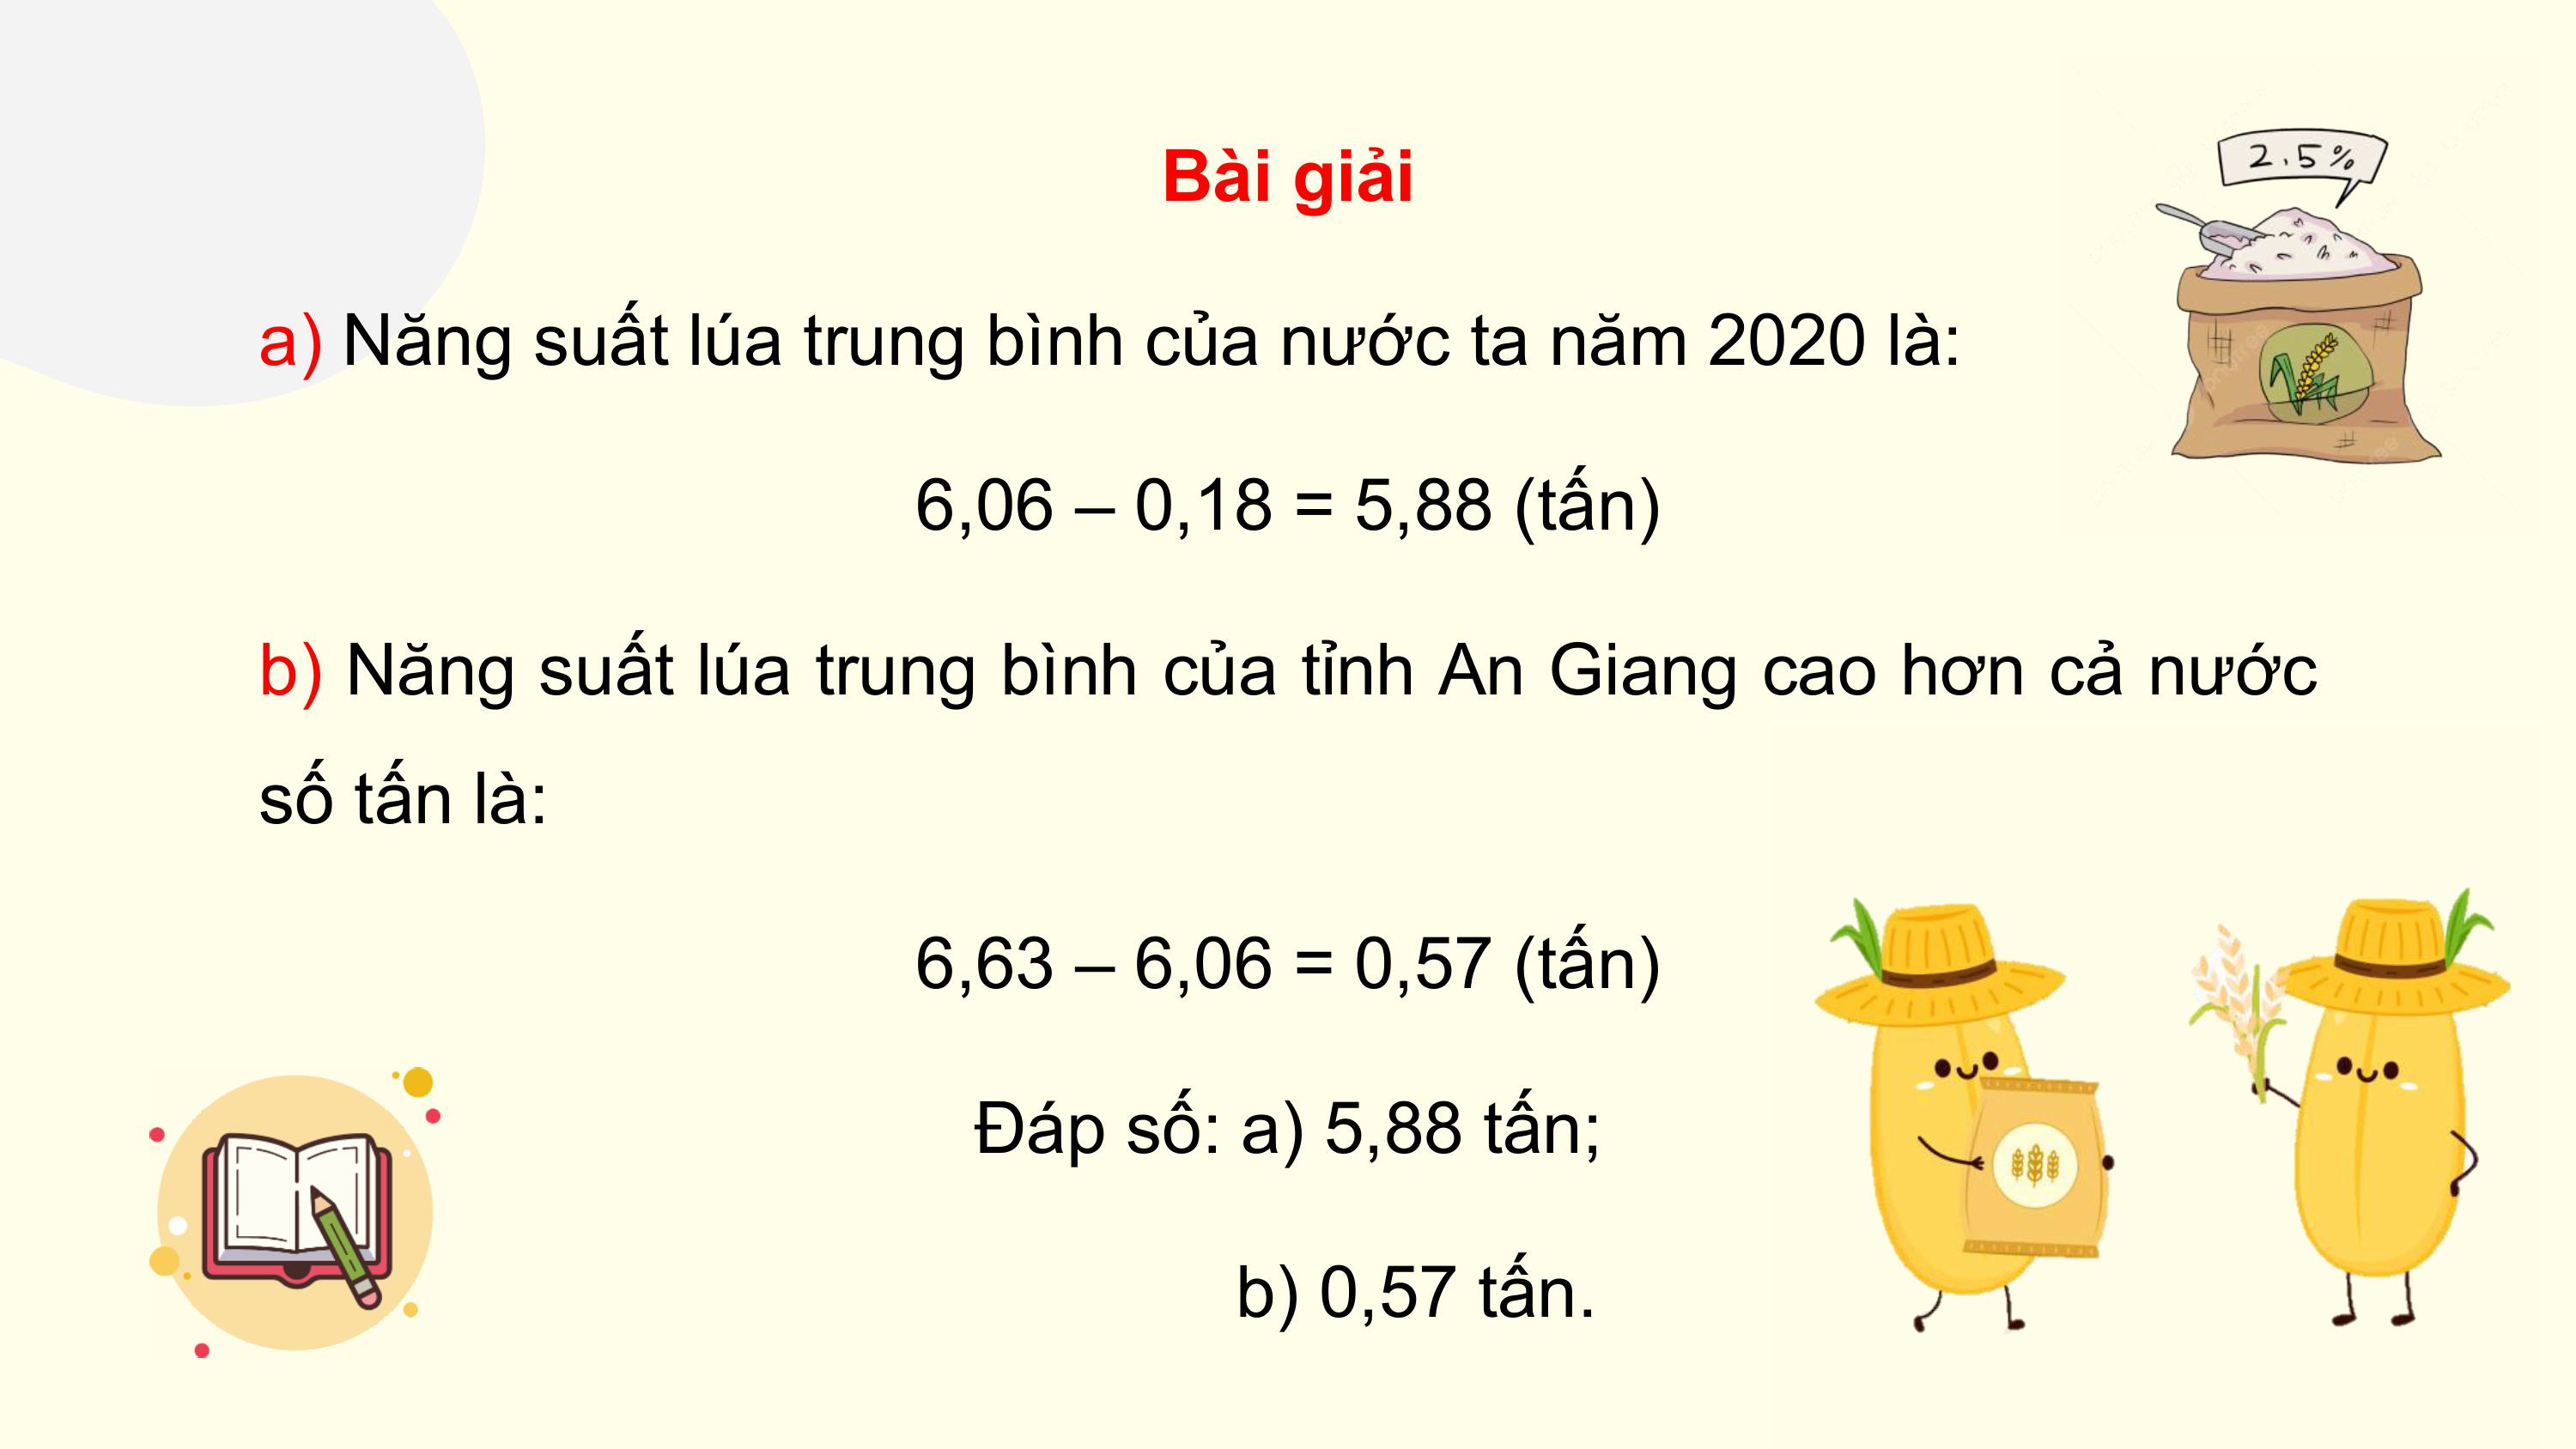 2.5%
Bài giải
a) Năng suất lúa trung bình của nước ta năm 2020 là:
6,06 – 0,18 = 5,88 (tấn)
b) Năng suất lúa trung bình của tỉnh An Giang cao hơn cả nước
số tấn là:
6,63 – 6,06 = 0,57 (tấn)
Đáp số: a) 5,88 tấn;
b) 0,57 tấn.